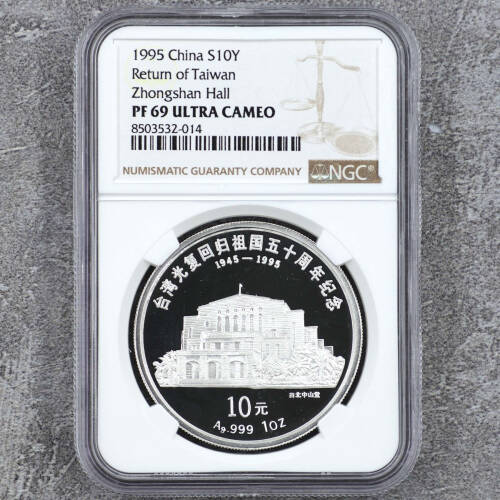 1995 China S10Y
Return of Taiwan
Zhongshan Hall
PF 69 ULTRA CAMEO
8503532-014
NUMISMATIC GUARANTY COMPANY
NGC®
台湾光复回归祖国五十周年纪念
1945-1995
台北中山堂
10元
Ag.999 1oz